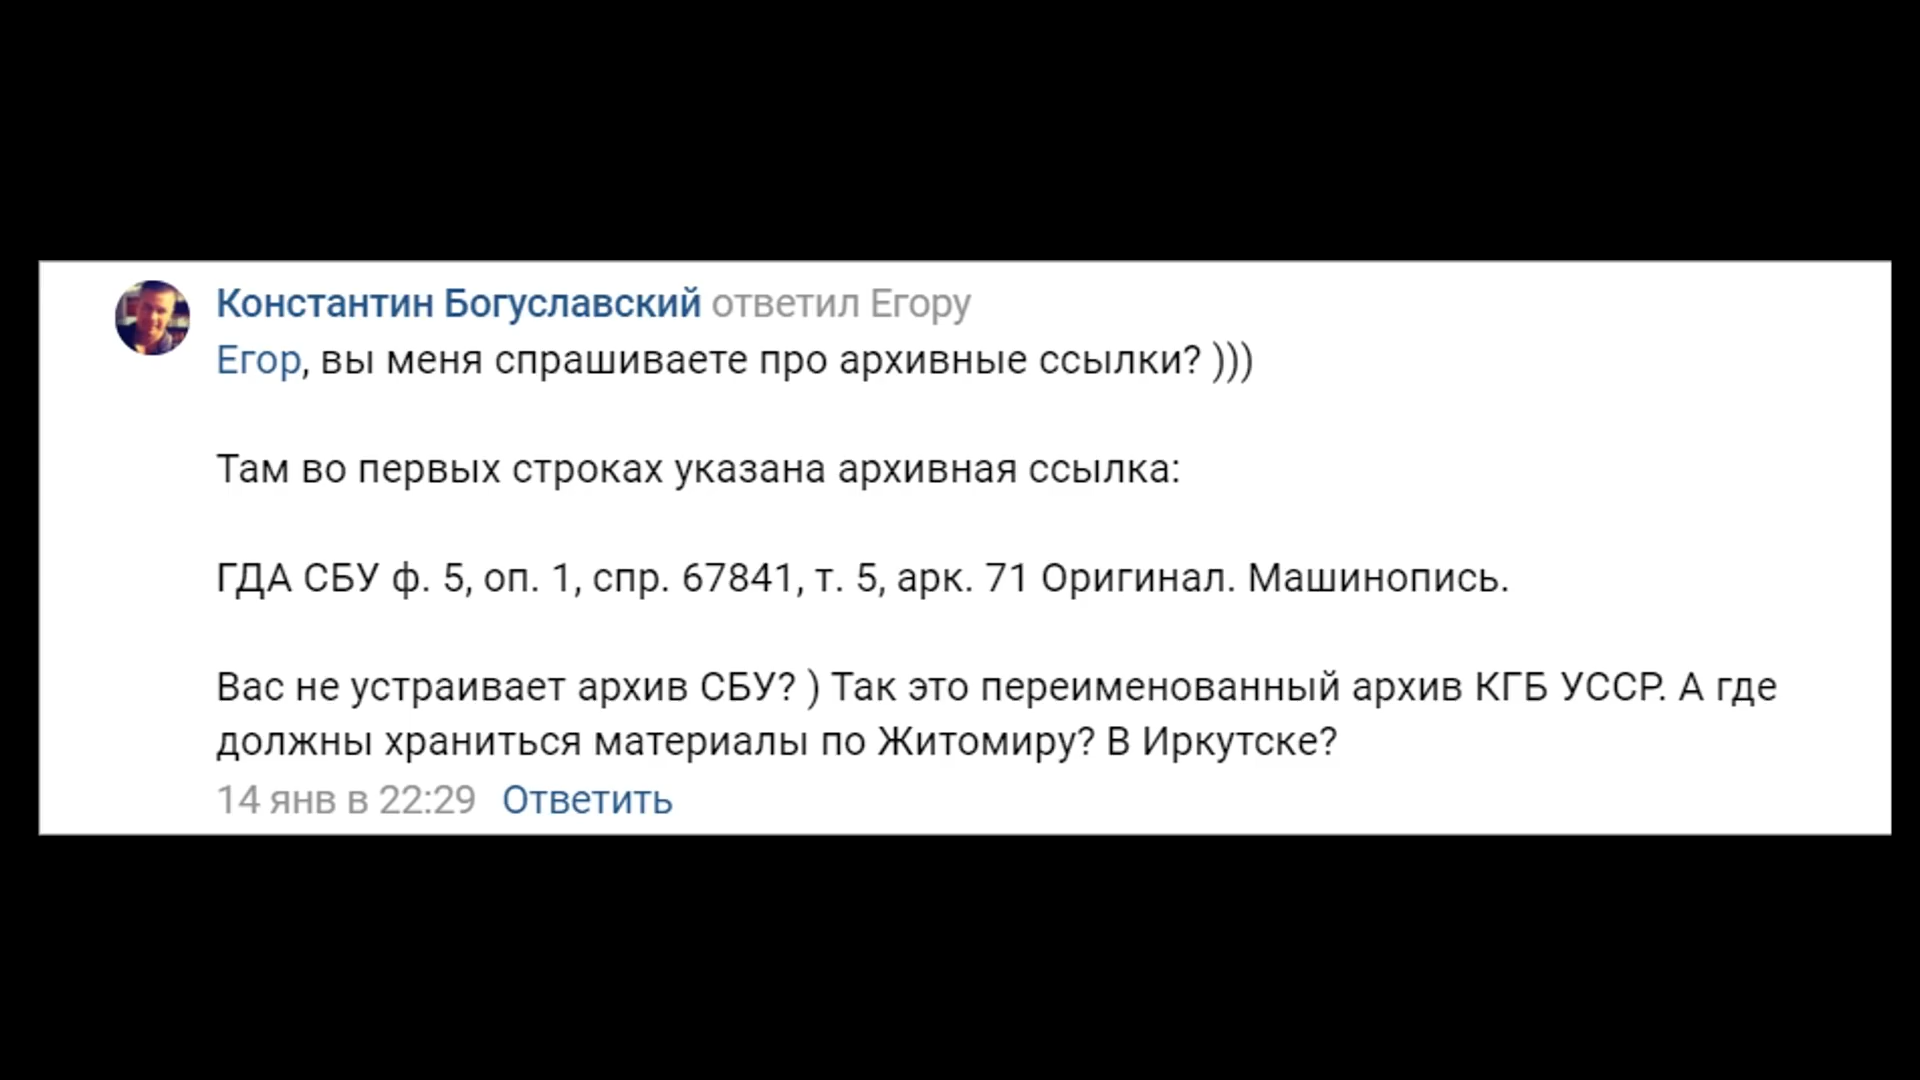 Константин Богуславский ответил Егору
Егор, вы меня спрашиваете про архивные ссылки? )))
Там во первых строках указана архивная ссылка:
ГДА СБУ ф. 5, оп. 1, спр. 67841, т. 5, арк. 71 Оригинал. Машинопись.
Вас не устраивает архив СБУ? ) Так это переименованный архив КГБ УССР. А где
должны храниться материалы по Житомиру? В Иркутске?
14 янв в 22:29 Ответить